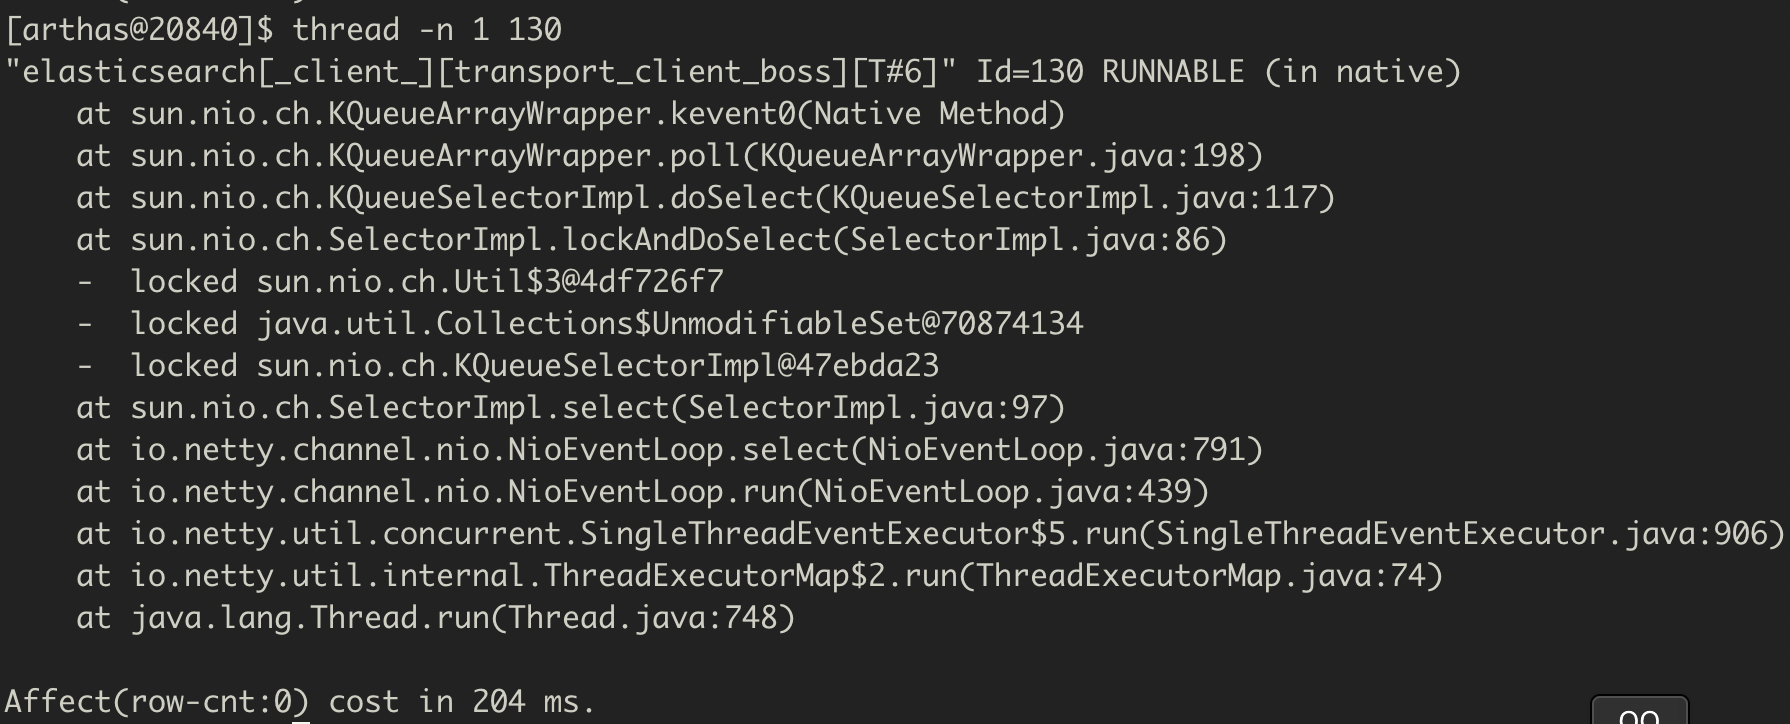 [arthas@20840]$ thread -n 1 130
"elasticsearch[_client_][transport_client_boss][T#6]" Id=130 RUNNABLE (in native)
    at sun.nio.ch.KQueueArrayWrapper.kevent0(Native Method)
    at sun.nio.ch.KQueueArrayWrapper.poll(KQueueArrayWrapper.java:198)
    at sun.nio.ch.KQueueSelectorImpl.doSelect(KQueueSelectorImpl.java:117)
    at sun.nio.ch.SelectorImpl.lockAndDoSelect(SelectorImpl.java:86)
    -  locked sun.nio.ch.Util$3@4df726f7
    -  locked java.util.Collections$UnmodifiableSet@70874134
    -  locked sun.nio.ch.KQueueSelectorImpl@47ebda23
    at sun.nio.ch.SelectorImpl.select(SelectorImpl.java:97)
    at io.netty.channel.nio.NioEventLoop.select(NioEventLoop.java:791)
    at io.netty.channel.nio.NioEventLoop.run(NioEventLoop.java:439)
    at io.netty.util.concurrent.SingleThreadEventExecutor$5.run(SingleThreadEventExecutor.java:906)
    at io.netty.util.internal.ThreadExecutorMap$2.run(ThreadExecutorMap.java:74)
    at java.lang.Thread.run(Thread.java:748)
Affect(row-cnt:0) cost in 204 ms.